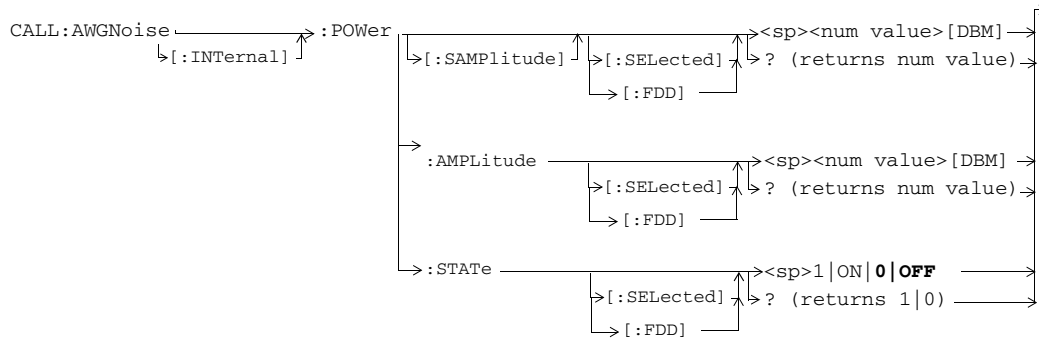 CALL:AWGNoise :POWer <sp><num value>[DBM]
[:INTernal] [:SAMPlitude] [:SELected] ? (returns num value)
[:FDD]
:AMPLitude <sp><num value>[DBM]
[:SELected] ? (returns num value)
[:FDD]
:STATe <sp>1|ON|0|OFF
[:SELected] ? (returns 1|0)
[:FDD]